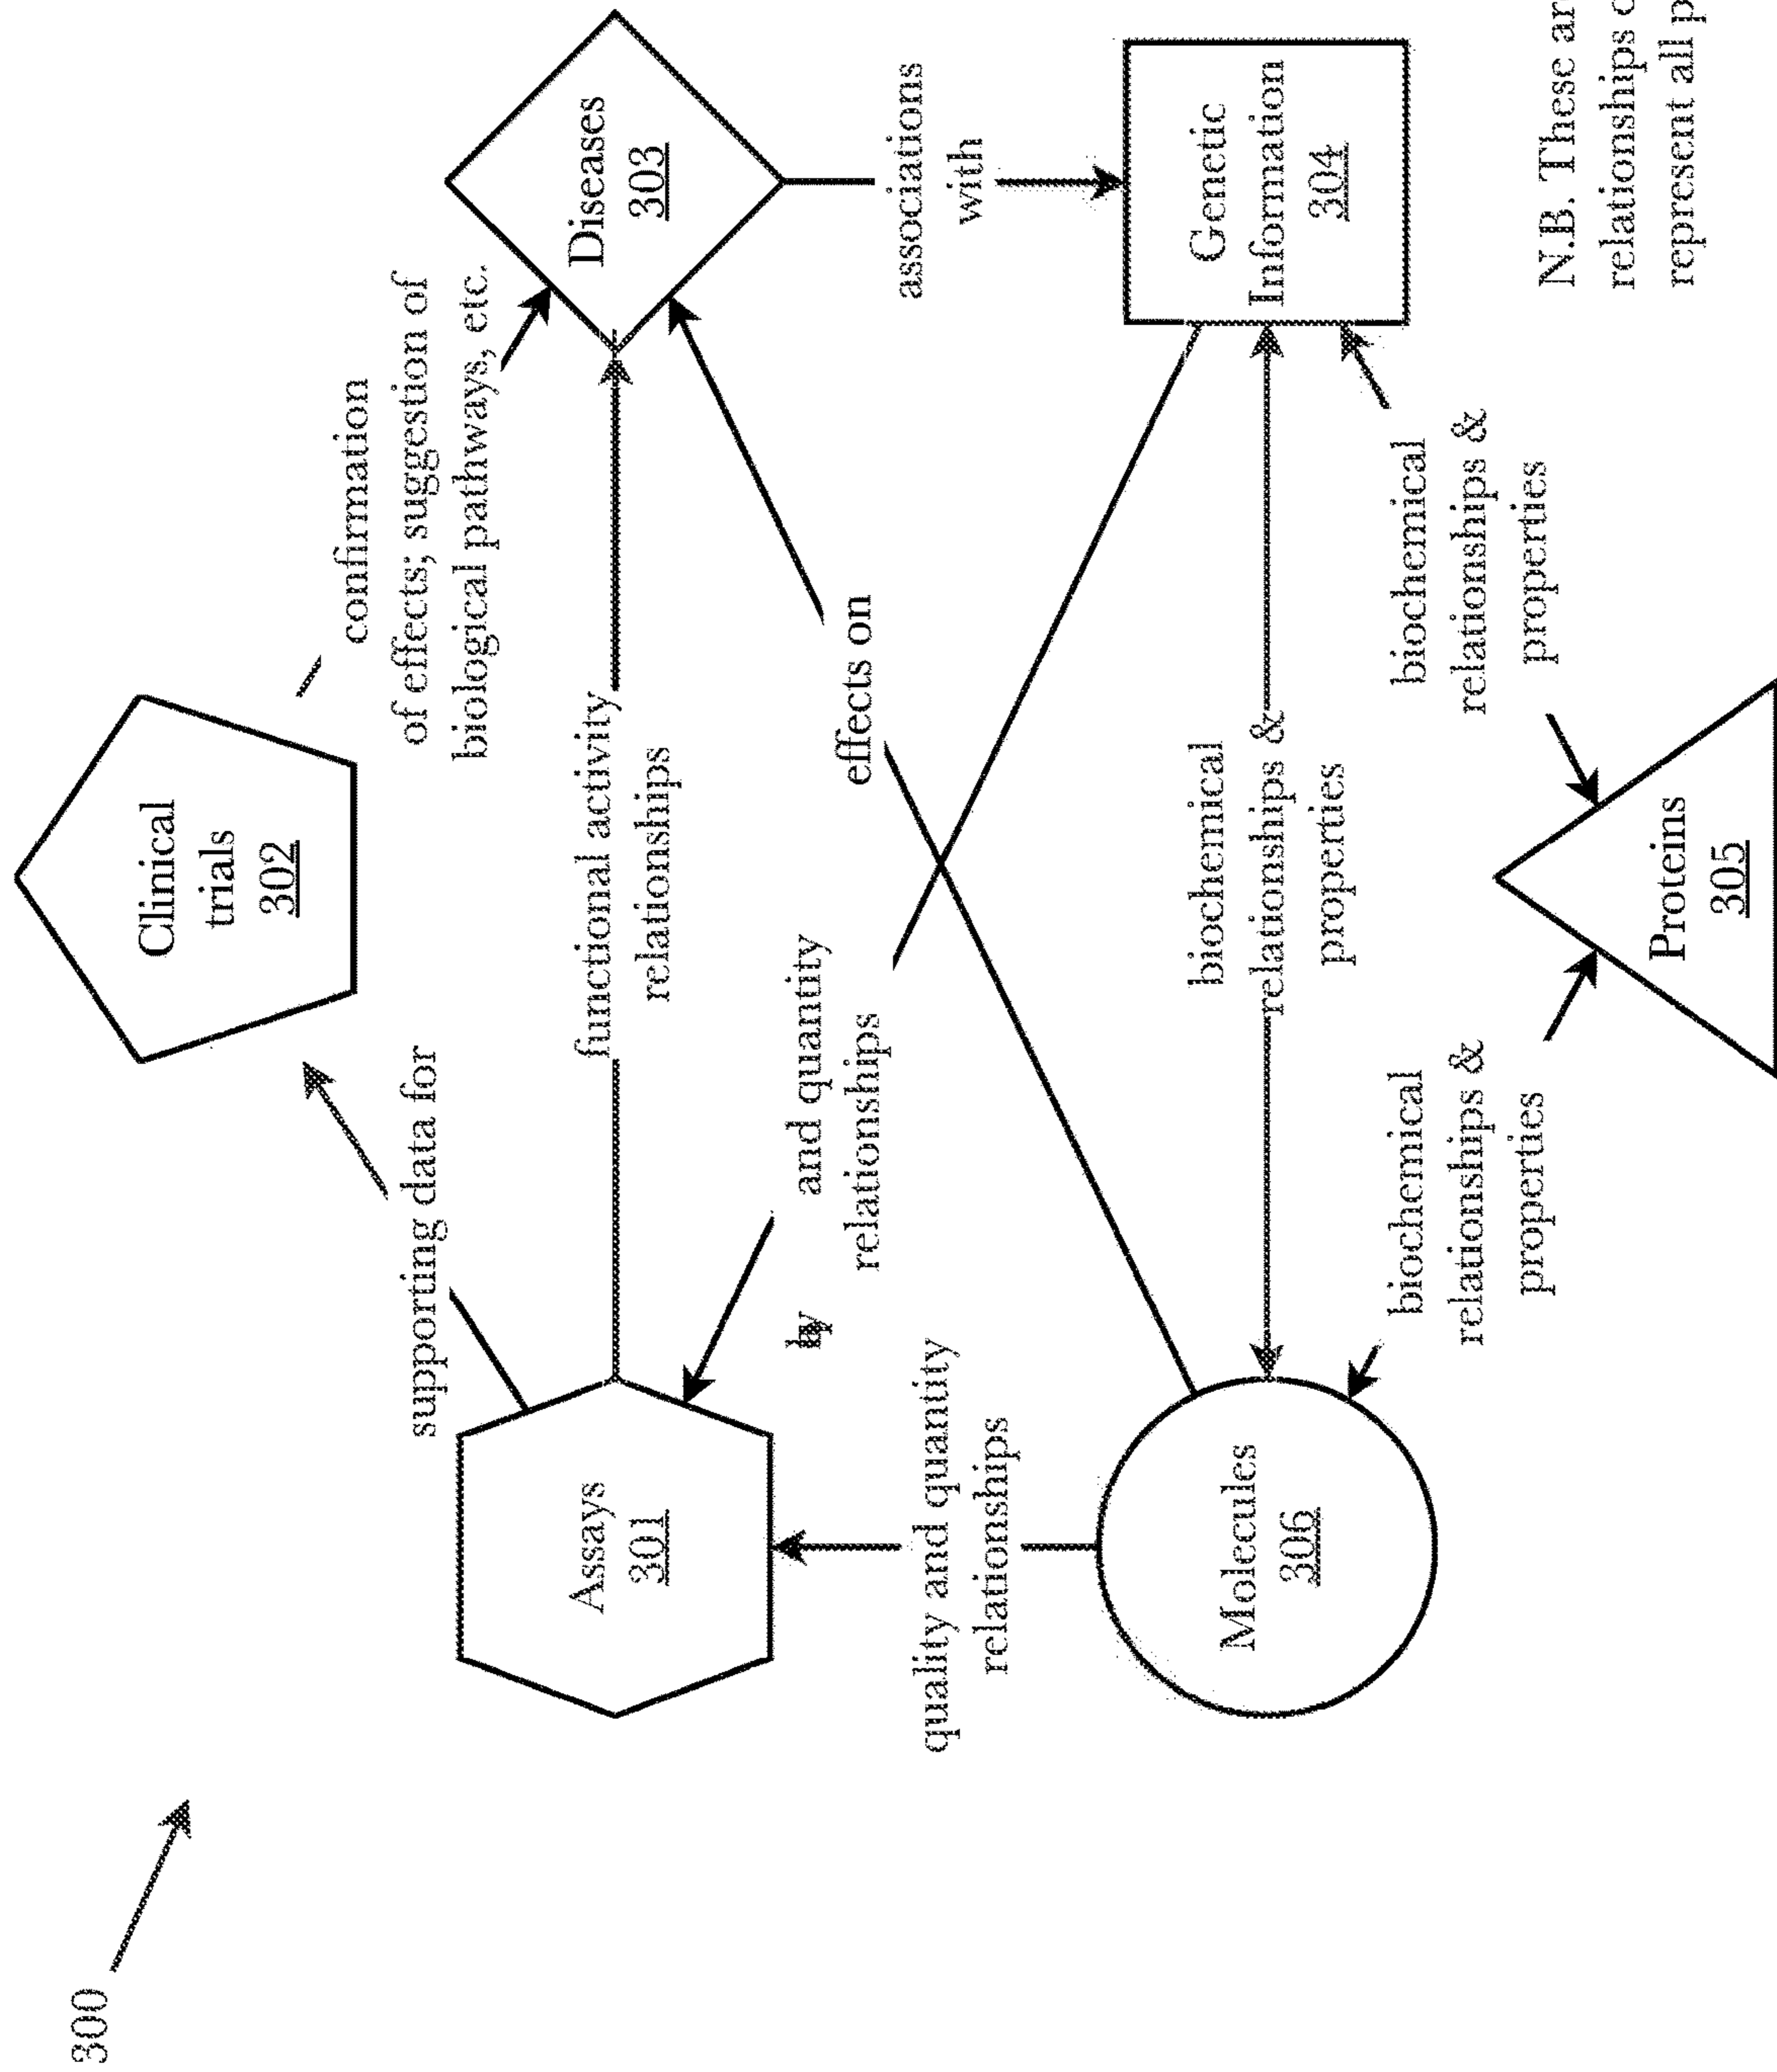 300
Clinical
trials
302
supporting data for
confirmation
of effects; suggestion of
biological pathways, etc.
Assays
301
functional activity
relationships
Diseases
303
by and quantity
relationships
effects on
quality and quantity
relationships
associations
with
Molecules
306
biochemical
relationships &
properties
Genetic
Information
304
biochemical
relationships &
properties
biochemical
relationships &
properties
Proteins
305
N.B. These ar
relationships
represent all p